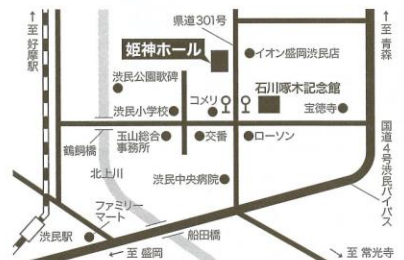 県道301号
↑至 好摩駅
↑至 青森
姫神ホール
イオン盛岡渋民店
渋民公園歌碑
石川啄木記念館
コメリ
渋民小学校
宝徳寺
鶴飼橋
玉山総合
事務所
交番
ローソン
国道4号渋民バイパス
北上川
渋民中央病院
ファミリー
マート
渋民駅
船田橋
←至 盛岡
→至 常光寺